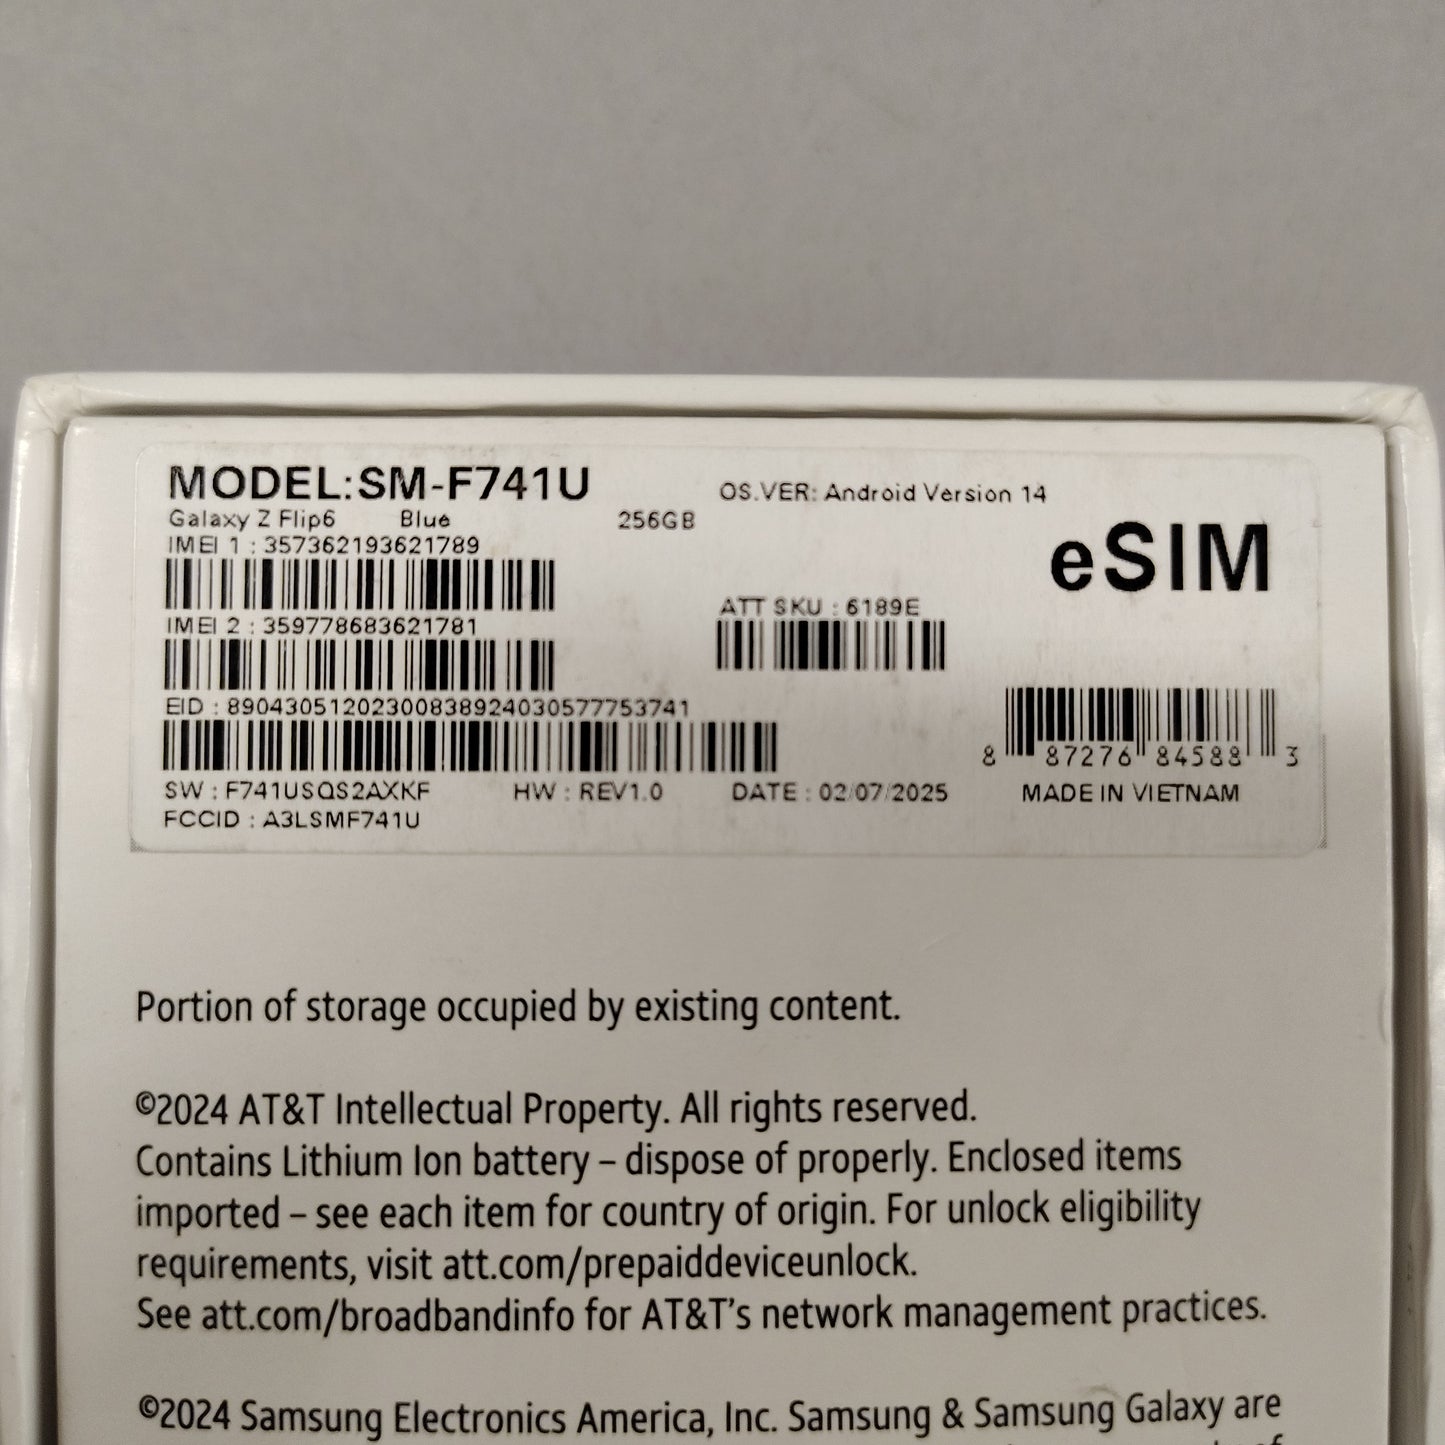 MODEL:SM-F741U
OS.VER: Android Version 14
Galaxy Z Flip6 Blue 256GB
eSIM
IMEI 1 : 357362193621789
ATT SKU : 6189E
IMEI 2 : 359778683621781
EID : 89043051202300838924030577753741
8 87276 84588 3
SW : F741USQS2AXKF HW : REV1.0 DATE : 02/07/2025 MADE IN VIETNAM
FCCID : A3LSMF741U
Portion of storage occupied by existing content.
©2024 AT&T Intellectual Property. All rights reserved.
Contains Lithium Ion battery – dispose of properly. Enclosed items
imported – see each item for country of origin. For unlock eligibility
requirements, visit att.com/prepaiddeviceunlock.
See att.com/broadbandinfo for AT&T's network management practices.
©2024 Samsung Electronics America, Inc. Samsung & Samsung Galaxy are
of